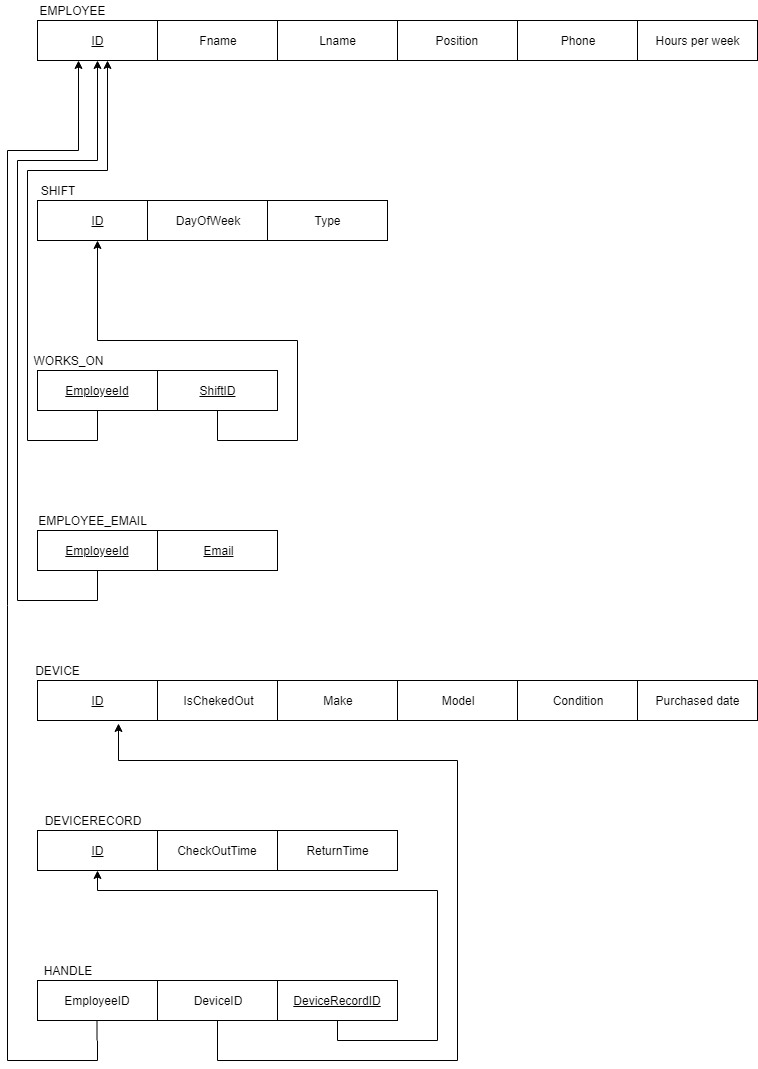 EMPLOYEE
ID Fname Lname Position Phone Hours per week
SHIFT
ID DayOfWeek Type
WORKS_ON
EmployeeId ShiftID
EMPLOYEE_EMAIL
EmployeeId Email
DEVICE
ID IsChekedOut Make Model Condition Purchased date
DEVICERECORD
ID CheckOutTime ReturnTime
HANDLE
EmployeeID DeviceID DeviceRecordID